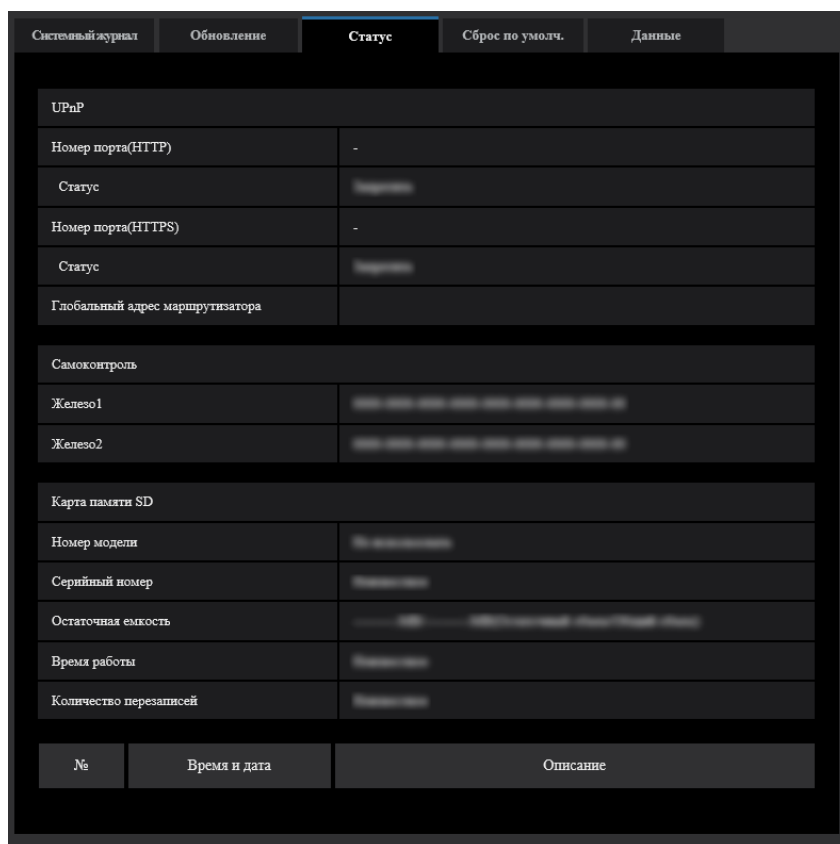 Системный журнал Обновление Статус Сброс по умолч. Данные
UPnP
Номер порта(HTTP) -
Статус
Номер порта(HTTPS) -
Статус
Глобальный адрес маршрутизатора
Самоконтроль
Железо1
Железо2
Карта памяти SD
Номер модели
Серийный номер
Остаточная емкость
Время работы
Количество перезаписей
№ Время и дата Описание